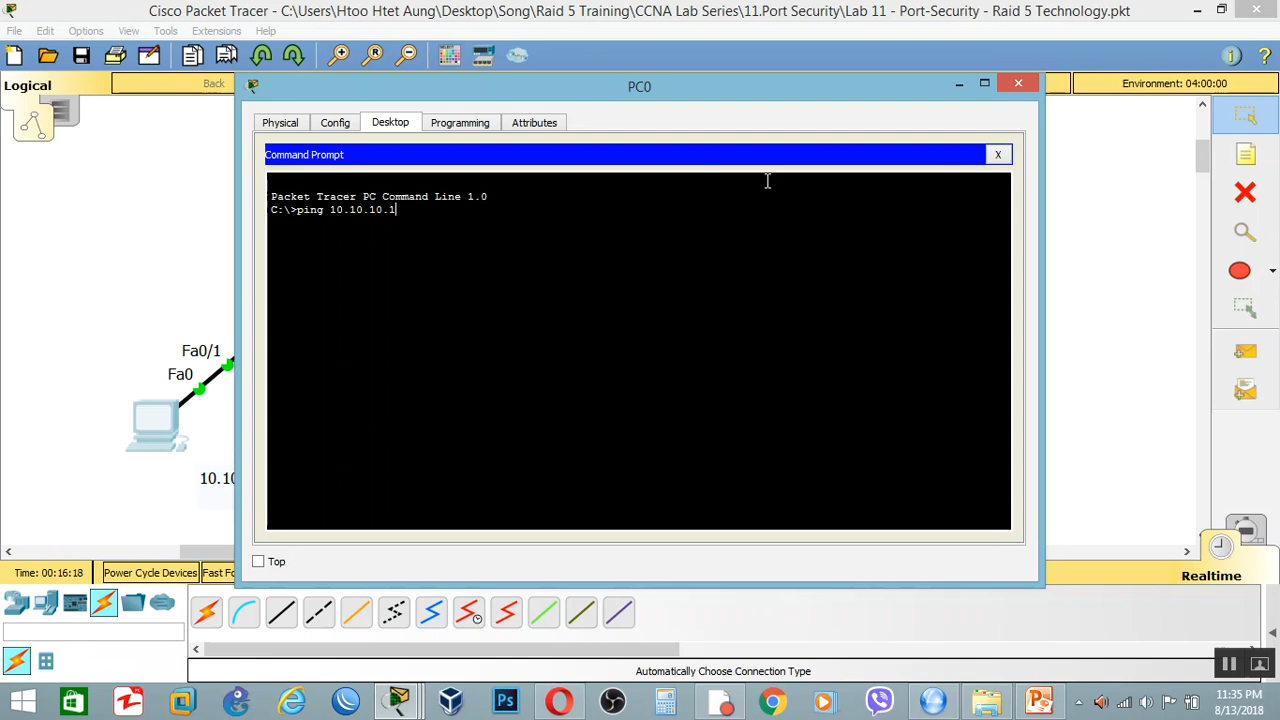 Cisco Packet Tracer - C:\Users\Htoo Htet Aung\Desktop\Song\Raid 5 Training\CCNA Lab Series\11.Port Security\Lab 11 - Port-Security - Raid 5 Technology.pkt
File Edit Options View Tools Extensions Help
Logical
Back
Environment: 04:00:00
PC0
Physical Config Desktop Programming Attributes
Command Prompt
X
Packet Tracer PC Command Line 1.0
C:\>ping 10.10.10.1
Fa0/1
Fa0
10.10
Top
Time: 00:16:18 Power Cycle Devices Fast Fo
Realtime
Automatically Choose Connection Type
11:35 PM
8/13/2018